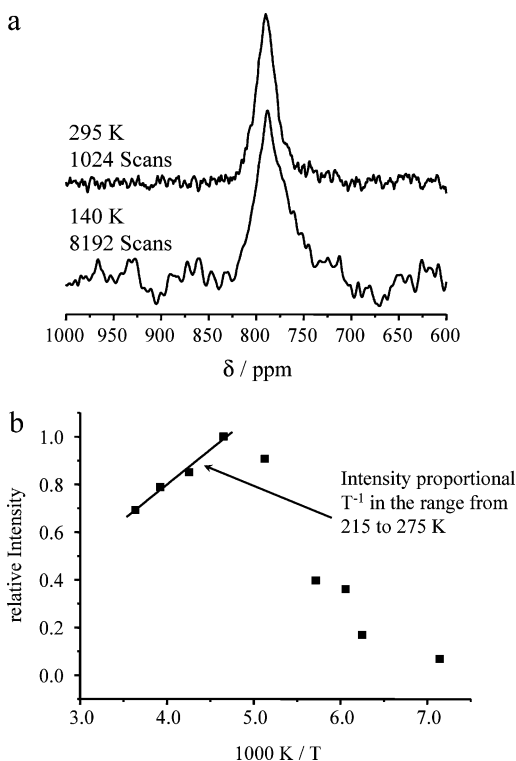 a
295 K
1024 Scans
140 K
8192 Scans
1000 950 900 850 800 750 700 650 600
δ / ppm
b
1.0
0.8
0.6
0.4
0.2
0.0
relative Intensity
Intensity proportional
T⁻¹ in the range from
215 to 275 K
3.0 4.0 5.0 6.0 7.0
1000 K / T